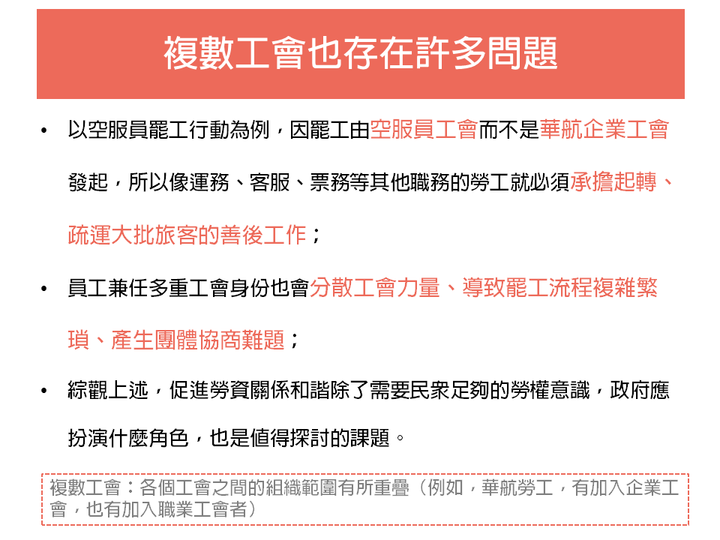 複數工會也存在許多問題
• 以空服員罷工行動為例，因罷工由空服員工會而不是華航企業工會
發起，所以像運務、客服、票務等其他職務的勞工就必須承擔起轉、
疏運大批旅客的善後工作；
• 員工兼任多重工會身份也會分散工會力量、導致罷工流程複雜繁
瑣、產生團體協商難題；
• 綜觀上述，促進勞資關係和諧除了需要民眾足夠的勞權意識，政府應
扮演什麼角色，也是值得探討的課題。
複數工會：各個工會之間的組織範圍有所重疊（例如，華航勞工，有加入企業工
會，也有加入職業工會者）